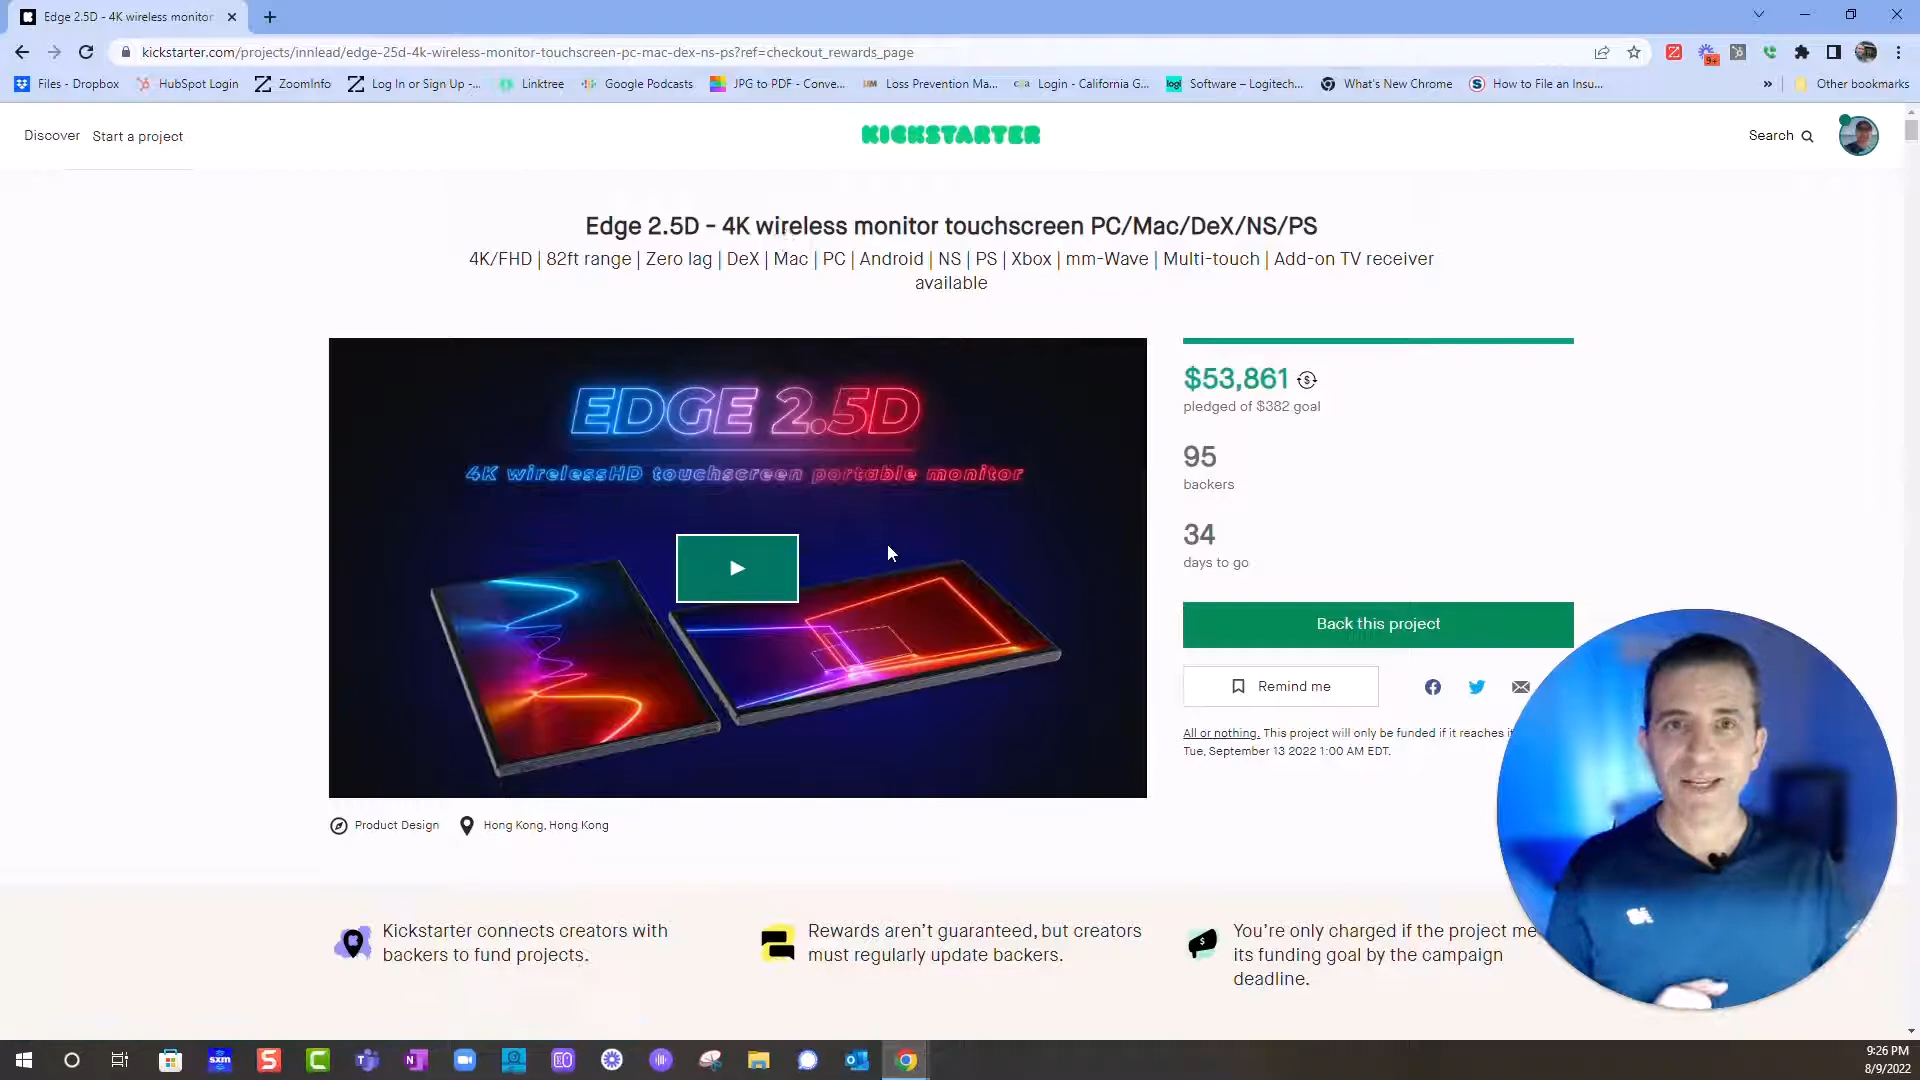 Edge 2.5D - 4K wireless monitor
kickstarter.com/projects/innlead/edge-25d-4k-wireless-monitor-touchscreen-pc-mac-dex-ns-ps?ref=checkout_rewards_page
9+
Files - Dropbox
HubSpot Login
ZoomInfo
Log In or Sign Up -...
Linktree
Google Podcasts
JPG to PDF - Conve...
Loss Prevention Ma...
Login - California G...
Software – Logitech...
What's New Chrome
How to File an Insu...
»
Other bookmarks
Discover
Start a project
KICKSTARTER
Search
Edge 2.5D - 4K wireless monitor touchscreen PC/Mac/DeX/NS/PS
4K/FHD | 82ft range | Zero lag | DeX | Mac | PC | Android | NS | PS | Xbox | mm-Wave | Multi-touch | Add-on TV receiver
available
EDGE 2.5D
4K wirelessHD touchscreen portable monitor
$53,861
pledged of $382 goal
95
backers
34
days to go
Back this project
Remind me
All or nothing. This project will only be funded if it reaches
Tue, September 13 2022 1:00 AM EDT.
Product Design
Hong Kong, Hong Kong
Kickstarter connects creators with
backers to fund projects.
Rewards aren't guaranteed, but creators
must regularly update backers.
You're only charged if the project me
its funding goal by the campaign
deadline.
sxm
9:26 PM
8/9/2022